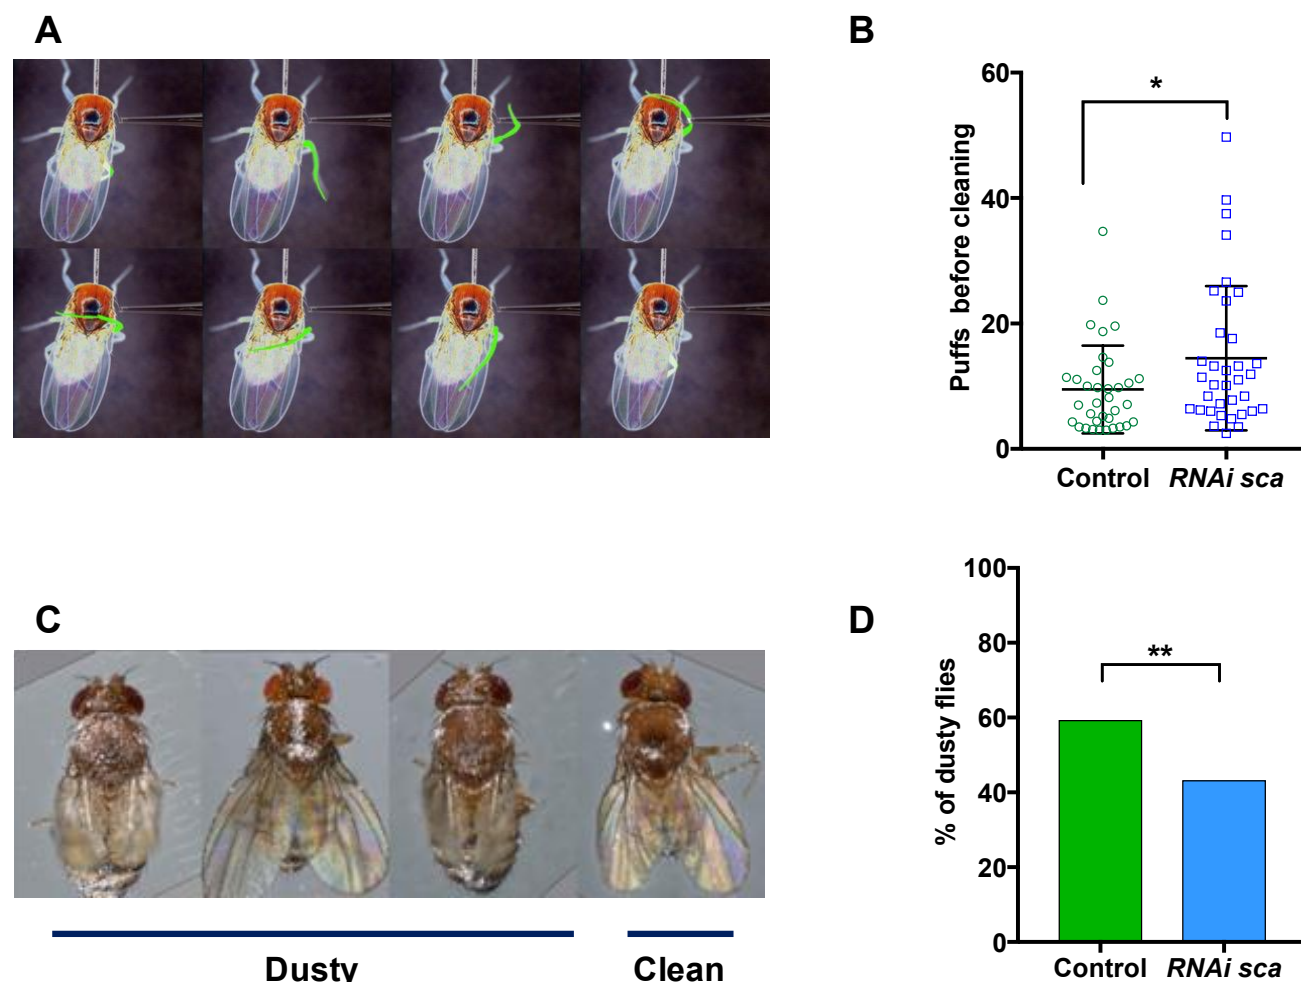 A
B
Puffs before cleaning
60
40
20
0
*
Control
RNAi sca
C
Dusty
Clean
D
% of dusty flies
100
80
60
40
20
0
**
Control
RNAi sca